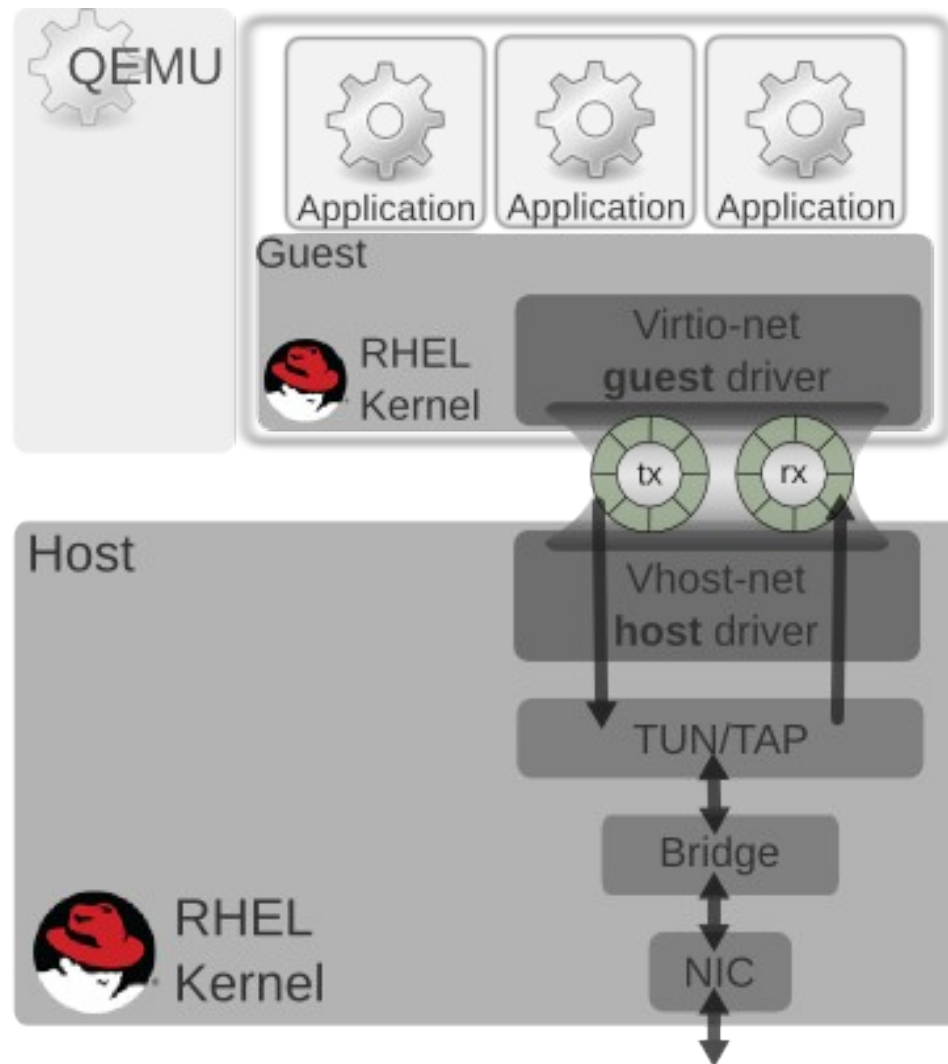 QEMU
Application
Application
Application
Guest
RHEL
Kernel
Virtio-net
guest driver
tx
rx
Host
Vhost-net
host driver
TUN/TAP
Bridge
NIC
RHEL
Kernel